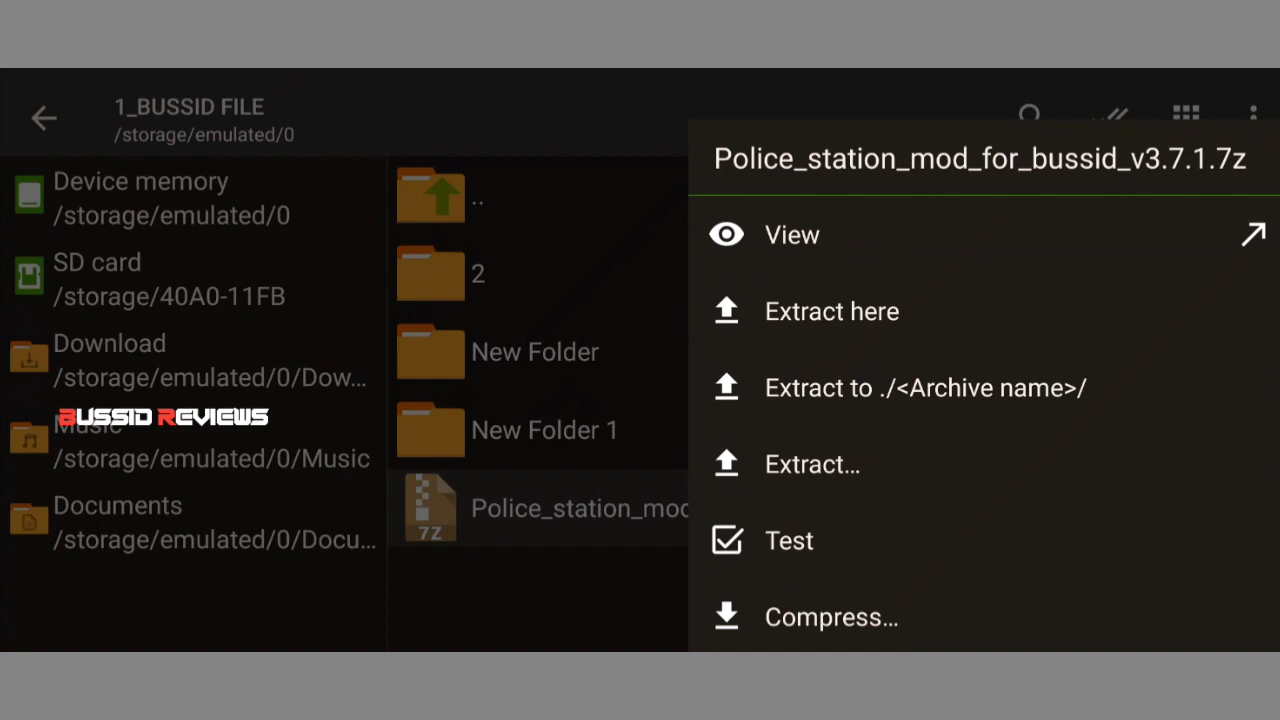 1_BUSSID FILE
/storage/emulated/0
Device memory
/storage/emulated/0
SD card
/storage/40A0-11FB
Download
/storage/emulated/0/Dow...
BUSSID REVIEWS
Music
/storage/emulated/0/Music
Documents
/storage/emulated/0/Docu...
..
2
New Folder
New Folder 1
7Z
Police_station_mod
Police_station_mod_for_bussid_v3.7.1.7z
View
Extract here
Extract to ./<Archive name>/
Extract...
Test
Compress...